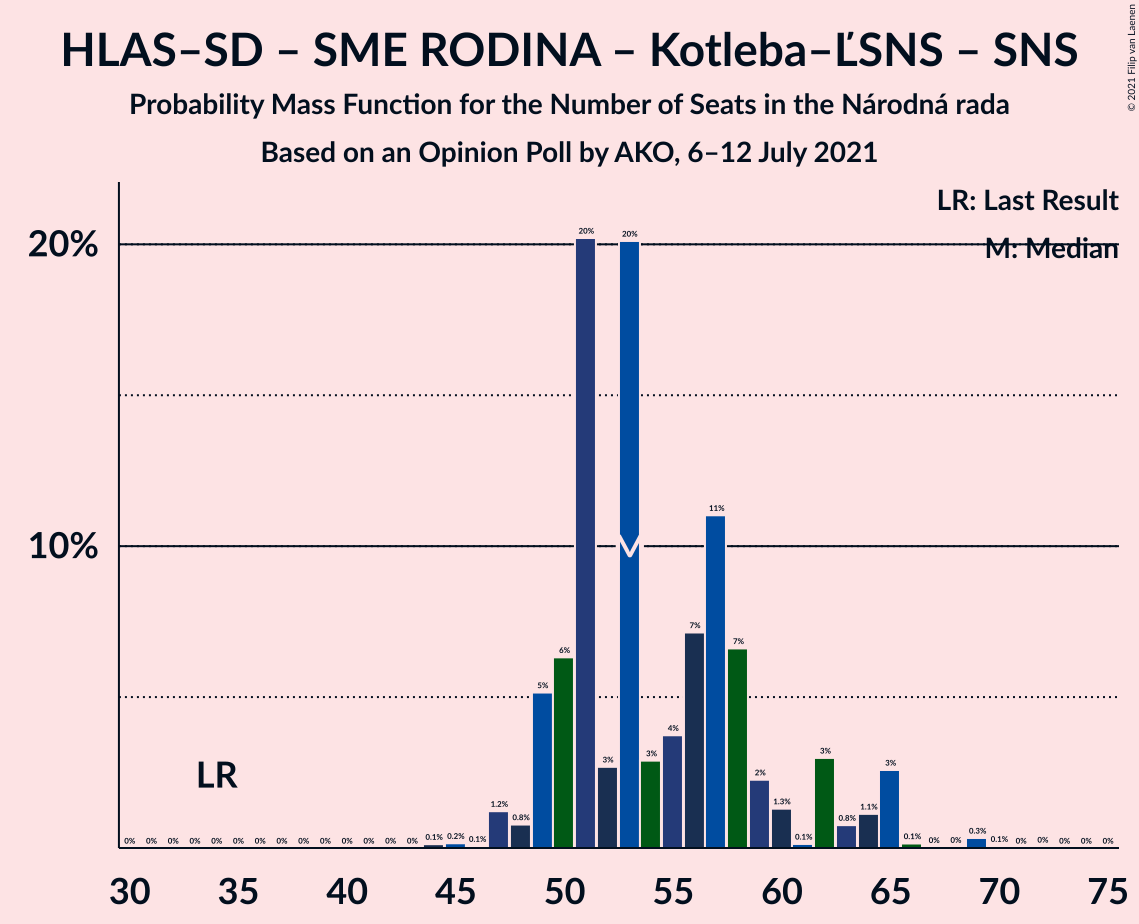 HLAS–SD – SME RODINA – Kotleba–ĽSNS – SNS
Probability Mass Function for the Number of Seats in the Národná rada
Based on an Opinion Poll by AKO, 6–12 July 2021
© 2021 Filip van Laenen
LR: Last Result
M: Median
20%
10%
LR
0% 0% 0% 0% 0% 0% 0% 0% 0% 0% 0% 0% 0% 0% 0.1% 0.2% 0.1% 1.2% 0.8% 5% 6% 20% 3% 20% 3% 4% 7% 11% 7% 2% 1.3% 0.1% 3% 0.8% 1.1% 3% 0.1% 0% 0% 0.3% 0.1% 0% 0% 0% 0% 0%
30 35 40 45 50 55 60 65 70 75